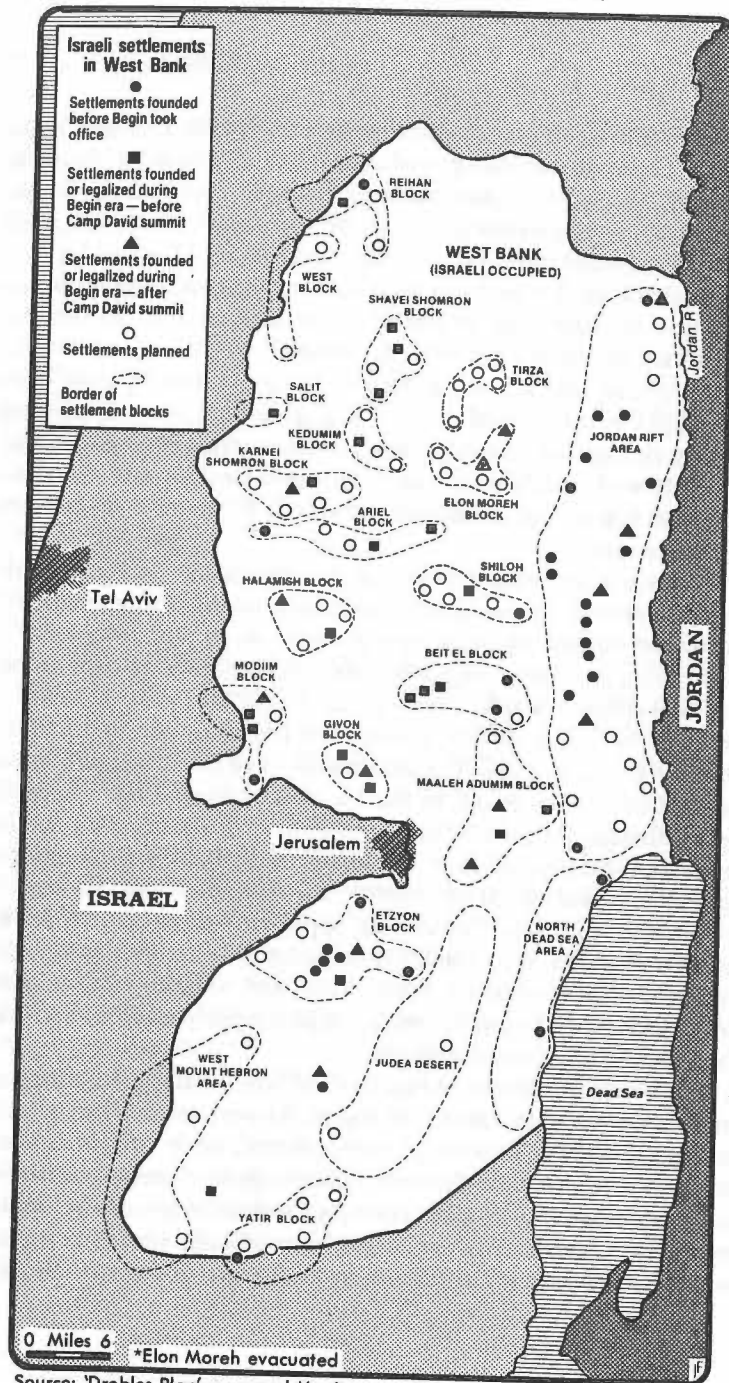 Israeli settlements
in West Bank
Settlements founded
before Begin took
office
Settlements founded
or legalized during
Begin era — before
Camp David summit
Settlements founded
or legalized during
Begin era — after
Camp David summit
Settlements planned
Border of
settlement blocks
REIHAN
BLOCK
WEST BANK
(ISRAELI OCCUPIED)
WEST
BLOCK
SHAVEI SHOMRON
BLOCK
Jordan R
TIRZA
BLOCK
SALIT
BLOCK
KEDUMIM
BLOCK
JORDAN RIFT
AREA
KARNEI
SHOMRON BLOCK
ELON MOREH
BLOCK
ARIEL
BLOCK
SHILOH
BLOCK
HALAMISH BLOCK
Tel Aviv
BEIT EL BLOCK
MODIIM
BLOCK
JORDAN
GIVON
BLOCK
MAALEH ADUMIM BLOCK
Jerusalem
ISRAEL
ETZYON
BLOCK
NORTH
DEAD SEA
AREA
WEST
MOUNT HEBRON
AREA
JUDEA DESERT
Dead Sea
YATIR BLOCK
0 Miles 6
*Elon Moreh evacuated
JF
Source: 'Drobles Plan'